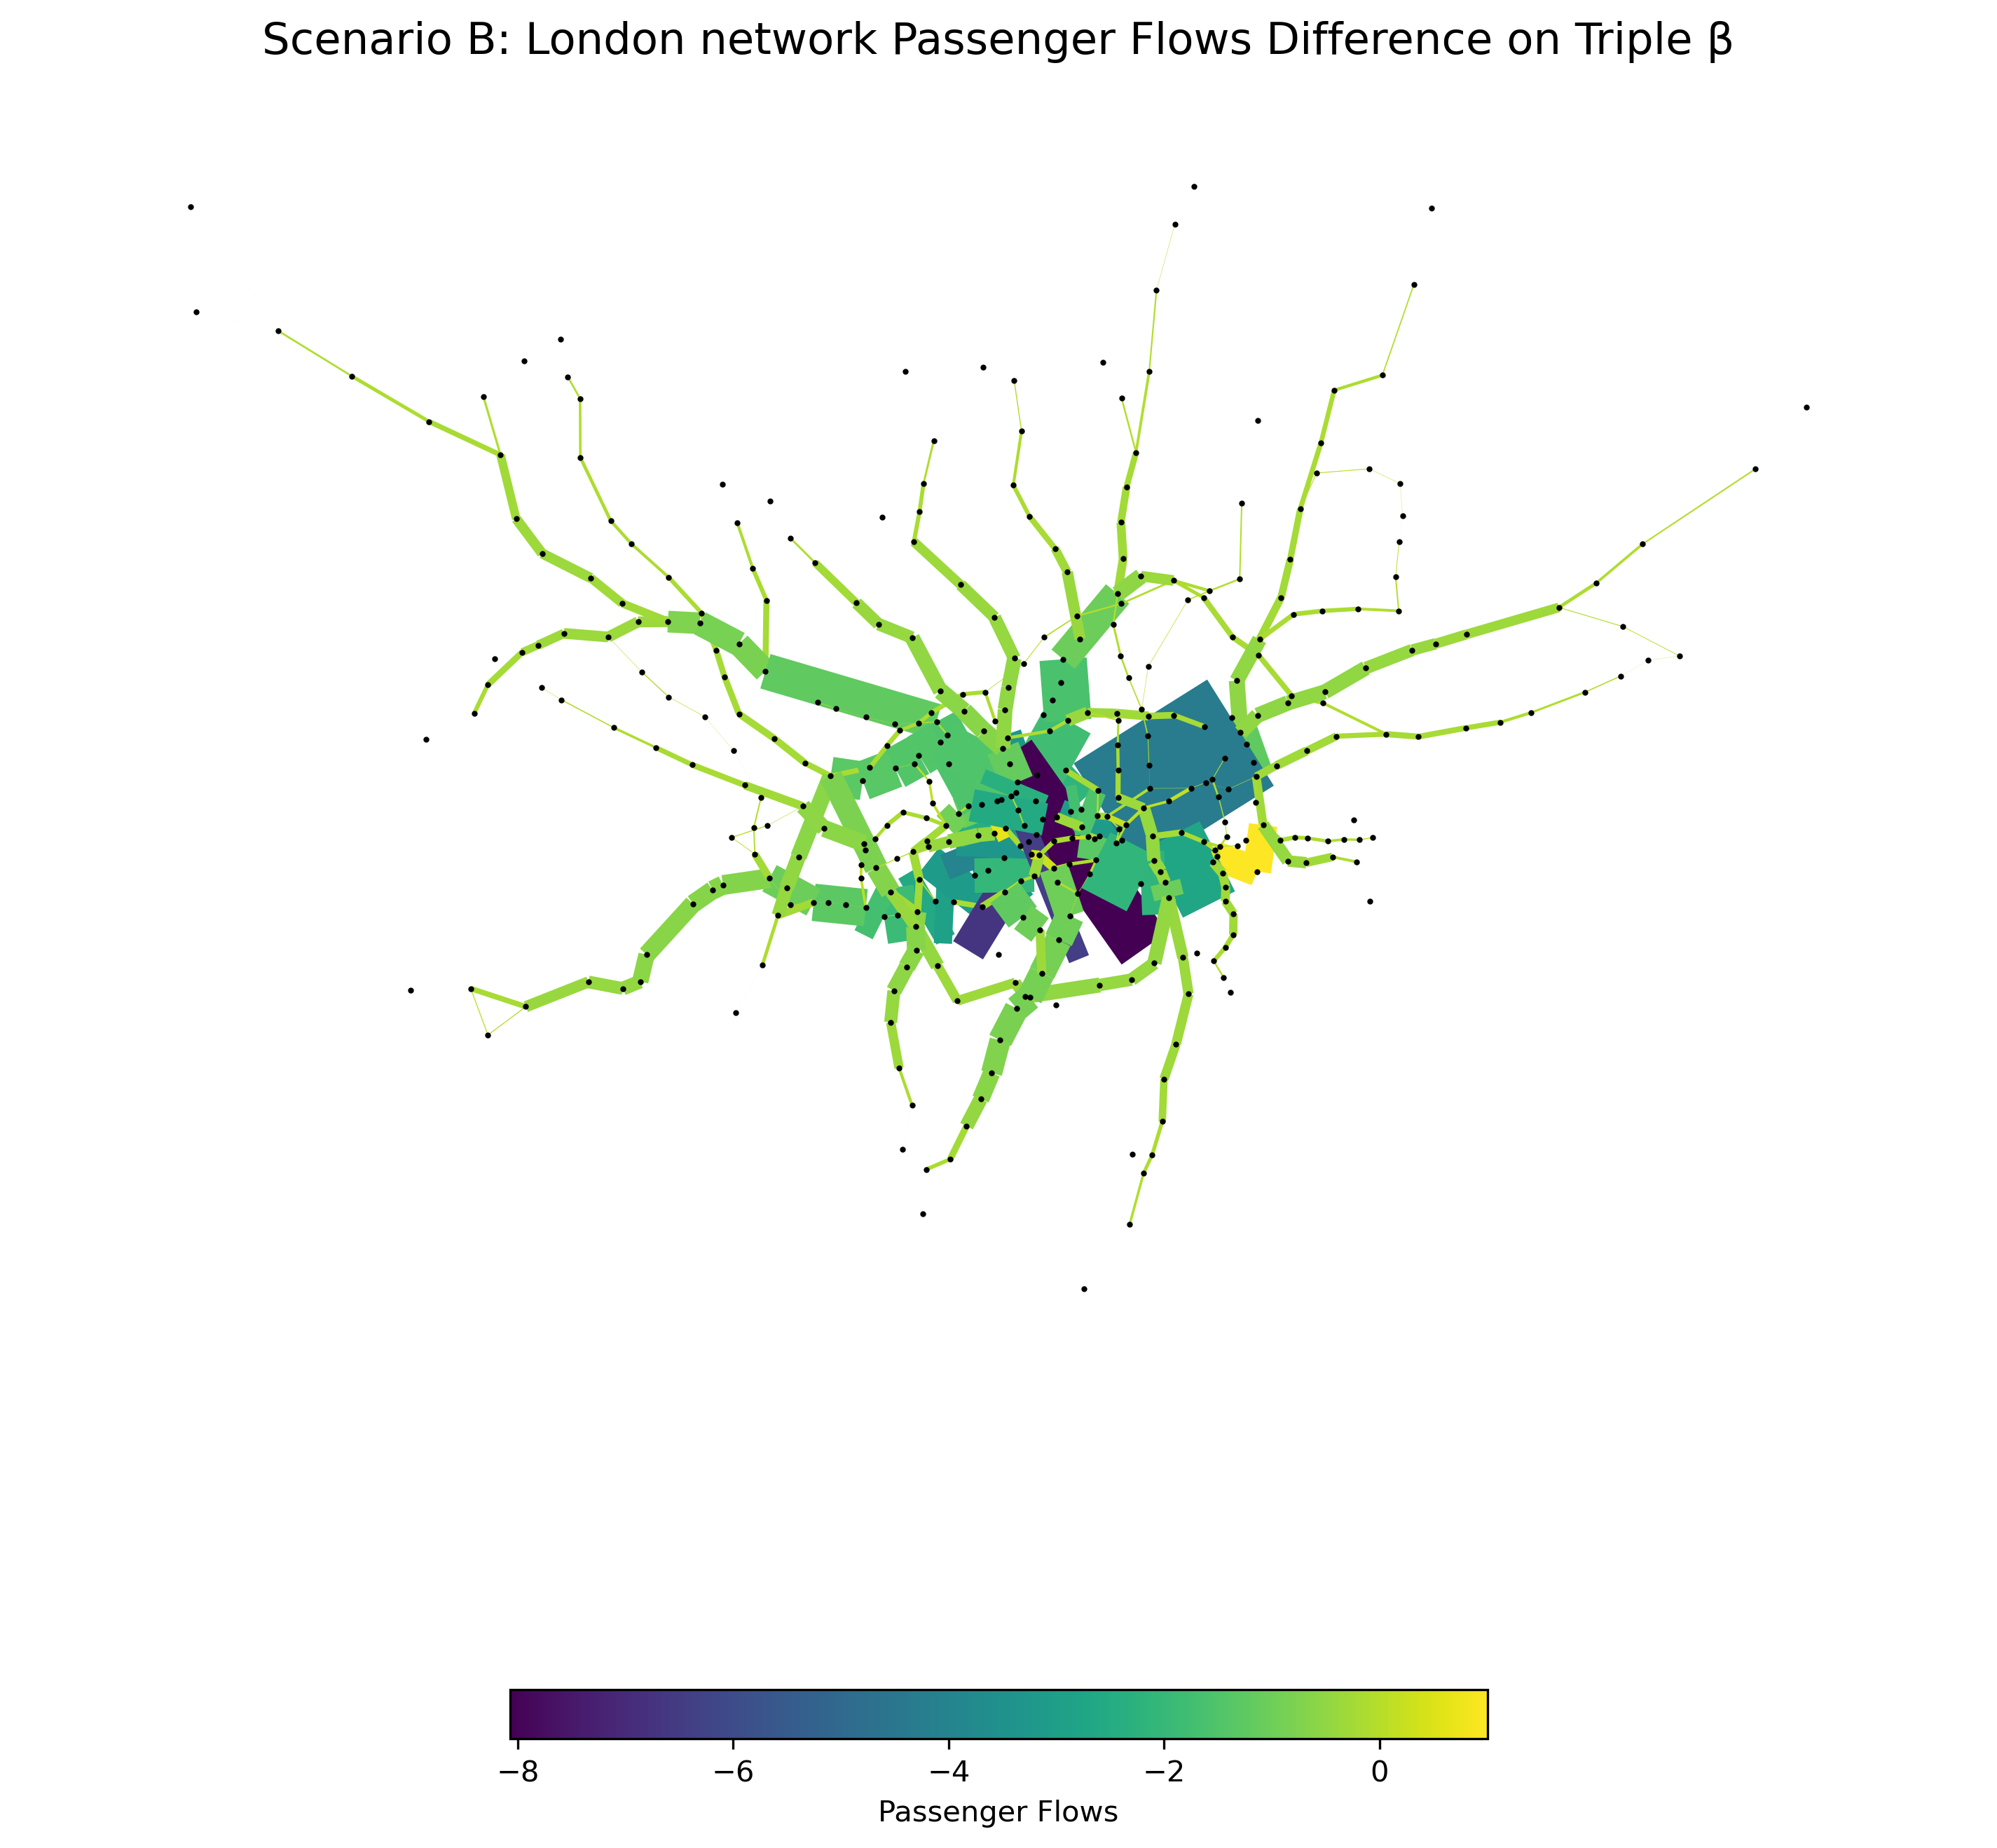 Scenario B: London network Passenger Flows Difference on Triple β
−8 −6 −4 −2 0
Passenger Flows